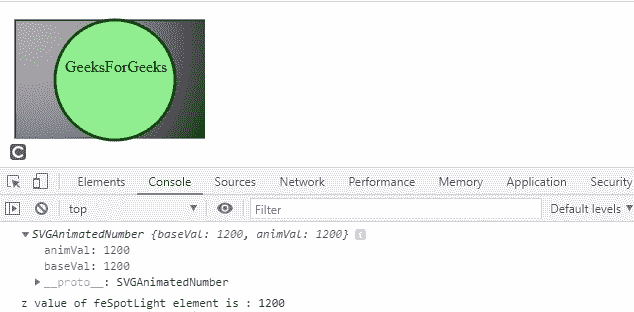 GeeksForGeeks
Elements Console Sources Network Performance Memory Application Security
top Filter Default levels
SVGAnimatedNumber {baseVal: 1200, animVal: 1200}
animVal: 1200
baseVal: 1200
__proto__: SVGAnimatedNumber
z value of feSpotLight element is : 1200